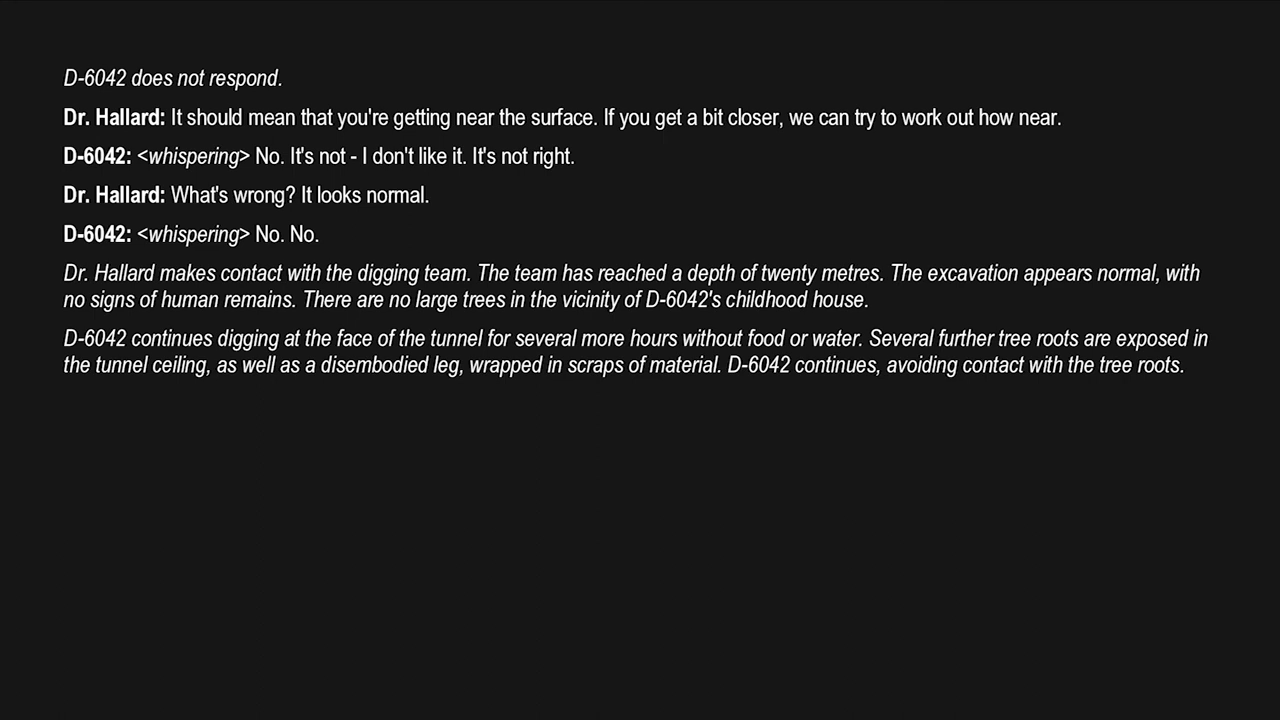 D-6042 does not respond.
Dr. Hallard: It should mean that you're getting near the surface. If you get a bit closer, we can try to work out how near.
D-6042: <whispering> No. It's not - I don't like it. It's not right.
Dr. Hallard: What's wrong? It looks normal.
D-6042: <whispering> No. No.
Dr. Hallard makes contact with the digging team. The team has reached a depth of twenty metres. The excavation appears normal, with
no signs of human remains. There are no large trees in the vicinity of D-6042's childhood house.
D-6042 continues digging at the face of the tunnel for several more hours without food or water. Several further tree roots are exposed in
the tunnel ceiling, as well as a disembodied leg, wrapped in scraps of material. D-6042 continues, avoiding contact with the tree roots.